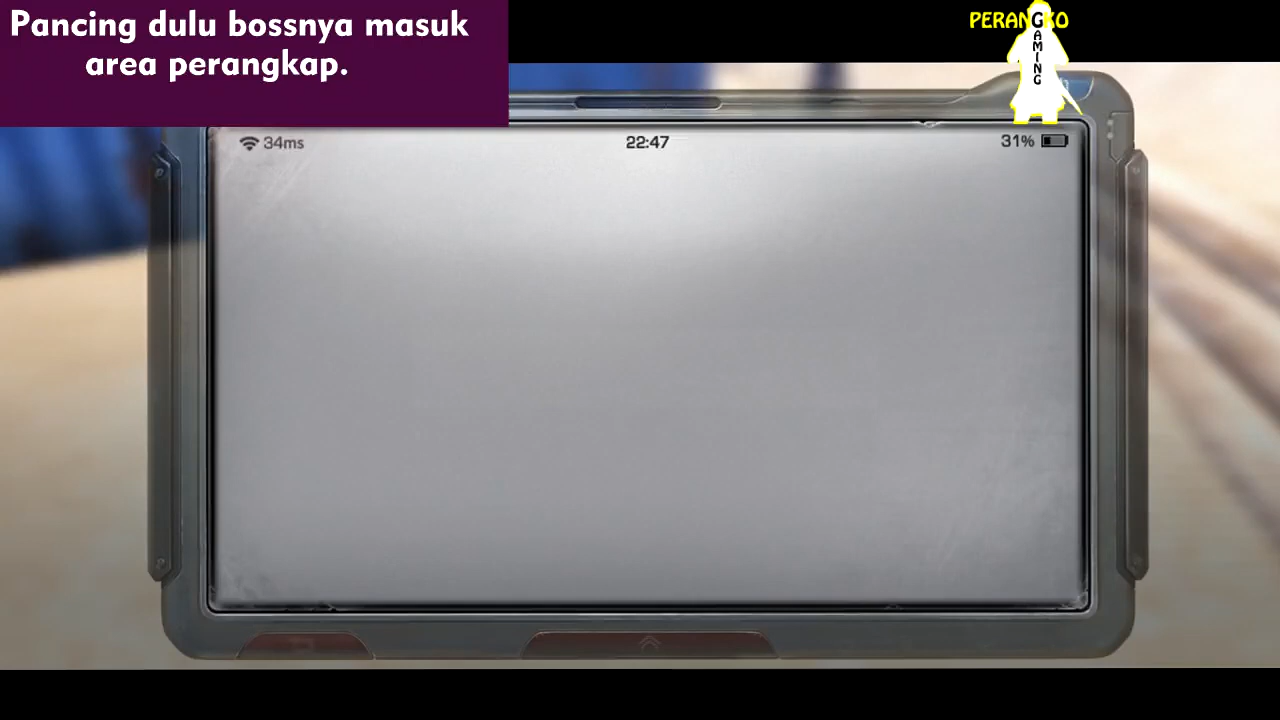 Pancing dulu bossnya masuk
area perangkap.
PERANGKO
GAMING
34ms
22:47
31%